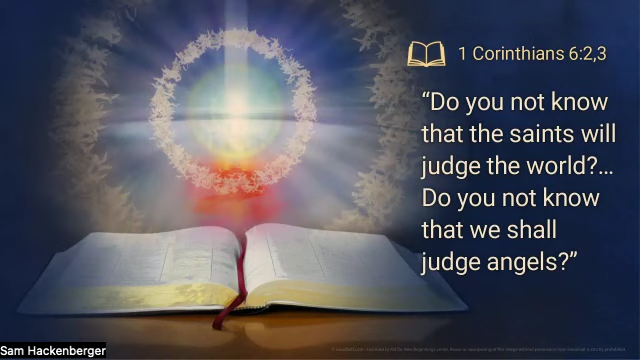 1 Corinthians 6:2,3
“Do you not know
that the saints will
judge the world?...
Do you not know
that we shall
judge angels?”
Sam Hackenberger